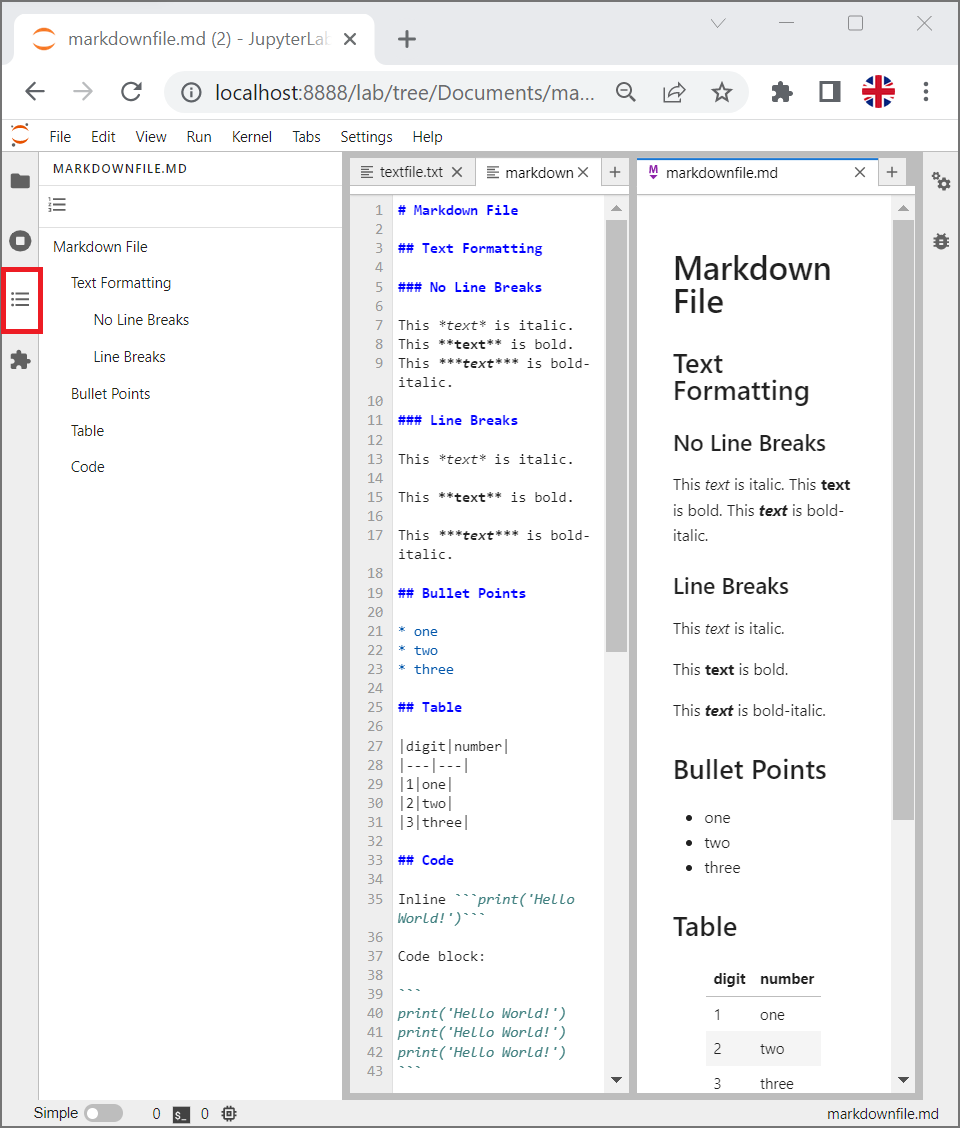 markdownfile.md (2) - JupyterLab
localhost:8888/lab/tree/Documents/ma...
File Edit View Run Kernel Tabs Settings Help
MARKDOWNFILE.MD
Markdown File
Text Formatting
No Line Breaks
Line Breaks
Bullet Points
Table
Code
textfile.txt
markdown
1 # Markdown File
2
3 ## Text Formatting
4
5 ### No Line Breaks
6
7 This *text* is italic.
8 This **text** is bold.
9 This ***text*** is bold-
italic.
10
11 ### Line Breaks
12
13 This *text* is italic.
14
15 This **text** is bold.
16
17 This ***text*** is bold-
italic.
18
19 ## Bullet Points
20
21 * one
22 * two
23 * three
24
25 ## Table
26
27 |digit|number|
28 |---|---|
29 |1|one|
30 |2|two|
31 |3|three|
32
33 ## Code
34
35 Inline ```print('Hello
World!')```
36
37 Code block:
38
39 ```
40 print('Hello World!')
41 print('Hello World!')
42 print('Hello World!')
43 ```
markdownfile.md
Markdown
File
Text
Formatting
No Line Breaks
This text is italic. This text
is bold. This text is bold-
italic.
Line Breaks
This text is italic.
This text is bold.
This text is bold-italic.
Bullet Points
• one
• two
• three
Table
digit number
1 one
2 two
3 three
Simple 0 $_ 0
markdownfile.md